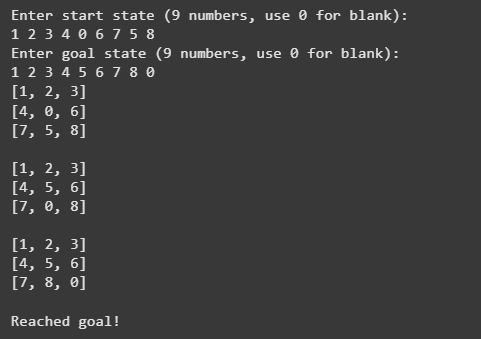 Enter start state (9 numbers, use 0 for blank):
1 2 3 4 0 6 7 5 8
Enter goal state (9 numbers, use 0 for blank):
1 2 3 4 5 6 7 8 0
[1, 2, 3]
[4, 0, 6]
[7, 5, 8]

[1, 2, 3]
[4, 5, 6]
[7, 0, 8]

[1, 2, 3]
[4, 5, 6]
[7, 8, 0]

Reached goal!